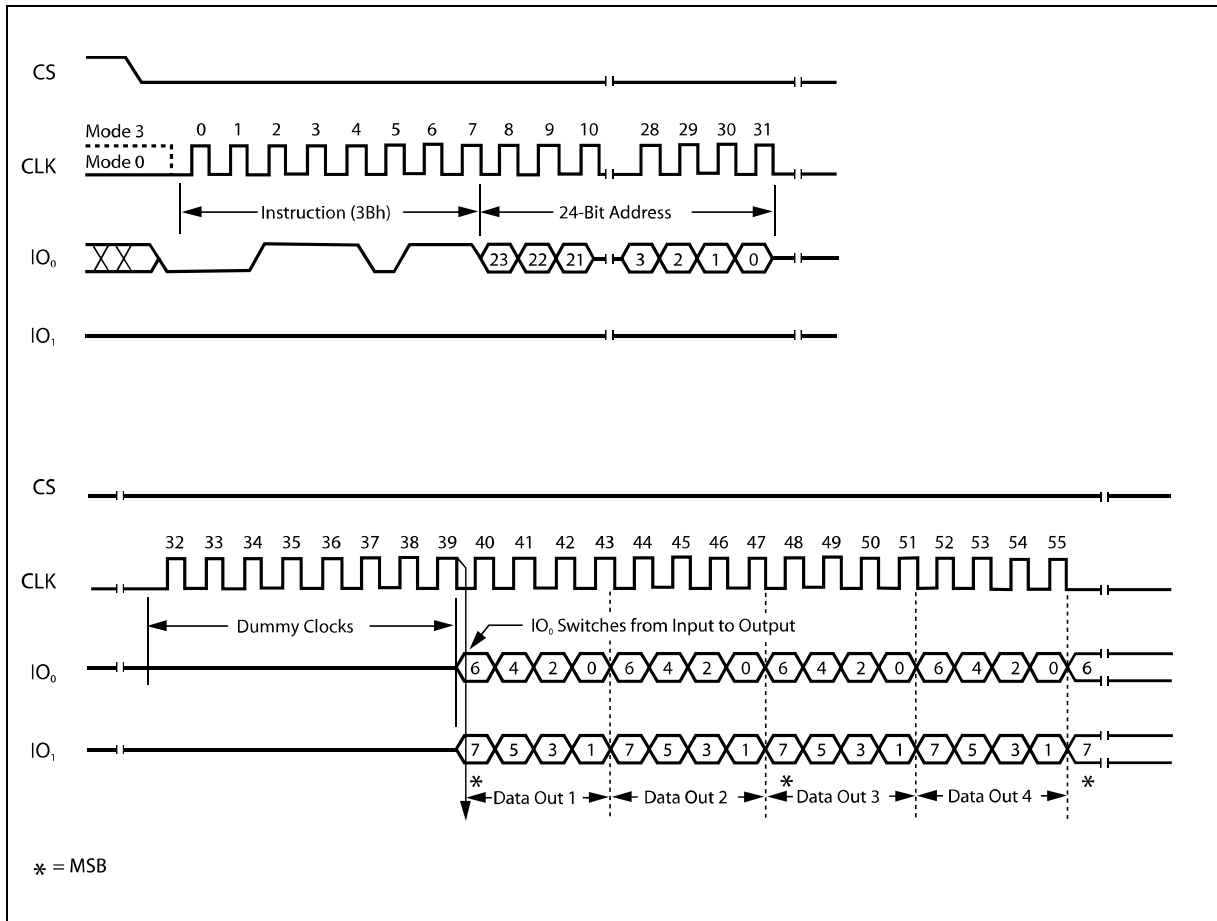 CS
Mode 3
0 1 2 3 4 5 6 7 8 9 10 28 29 30 31
Mode 0
CLK
Instruction (3Bh)
24-Bit Address
IO₀
23 22 21 3 2 1 0
IO₁
CS
32 33 34 35 36 37 38 39 40 41 42 43 44 45 46 47 48 49 50 51 52 53 54 55
CLK
Dummy Clocks
IO₀ Switches from Input to Output
IO₀
6 4 2 0 6 4 2 0 6 4 2 0 6 4 2 0 6
IO₁
7 5 3 1 7 5 3 1 7 5 3 1 7 5 3 1 7
* * *
Data Out 1 Data Out 2 Data Out 3 Data Out 4
* = MSB